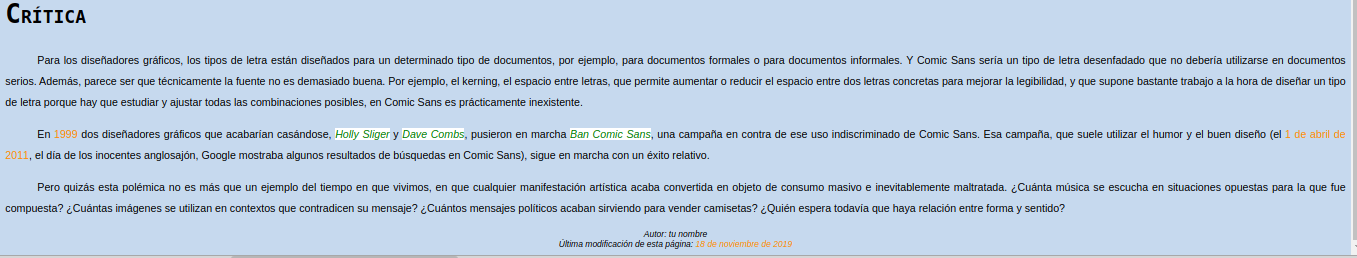 Crítica
Para los diseñadores gráficos, los tipos de letra están diseñados para un determinado tipo de documentos, por ejemplo, para documentos formales o para documentos informales. Y Comic Sans sería un tipo de letra desenfadado que no debería utilizarse en documentos
serios. Además, parece ser que técnicamente la fuente no es demasiado buena. Por ejemplo, el kerning, el espacio entre letras, que permite aumentar o reducir el espacio entre dos letras concretas para mejorar la legibilidad, y que supone bastante trabajo a la hora de diseñar un tipo
de letra porque hay que estudiar y ajustar todas las combinaciones posibles, en Comic Sans es prácticamente inexistente.
En 1999 dos diseñadores gráficos que acabarían casándose, Holly Sliger y Dave Combs, pusieron en marcha Ban Comic Sans, una campaña en contra de ese uso indiscriminado de Comic Sans. Esa campaña, que suele utilizar el humor y el buen diseño (el 1 de abril de
2011, el día de los inocentes anglosajón, Google mostraba algunos resultados de búsquedas en Comic Sans), sigue en marcha con un éxito relativo.
Pero quizás esta polémica no es más que un ejemplo del tiempo en que vivimos, en que cualquier manifestación artística acaba convertida en objeto de consumo masivo e inevitablemente maltratada. ¿Cuánta música se escucha en situaciones opuestas para la que fue
compuesta? ¿Cuántas imágenes se utilizan en contextos que contradicen su mensaje? ¿Cuántos mensajes políticos acaban sirviendo para vender camisetas? ¿Quién espera todavía que haya relación entre forma y sentido?
Autor: tu nombre
Última modificación de esta página: 18 de noviembre de 2019